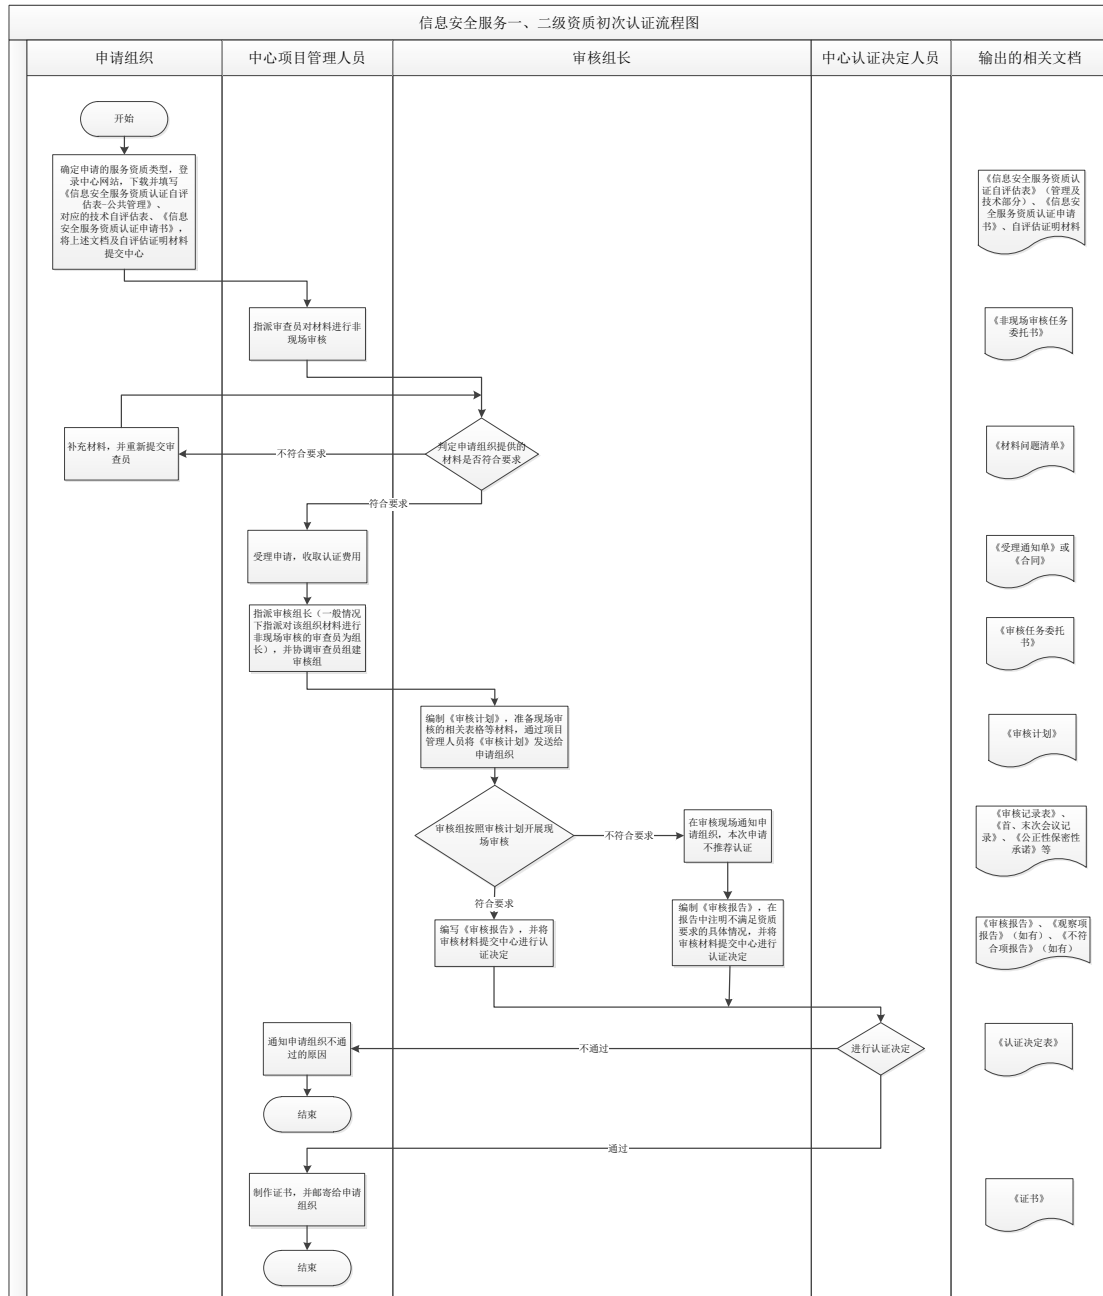 信息安全服务一、二级资质初次认证流程图
申请组织
中心项目管理人员
审核组长
中心认证决定人员
输出的相关文档
开始
确定申请的服务资质类型，登
录中心网站，下载并填写
《信息安全服务资质认证自评
估表-公共管理》、
对应的技术自评估表、《信息
安全服务资质认证申请书》，
将上述文档及自评估证明材料
提交中心
《信息安全服务资质认
证自评估表》（管理及
技术部分）、《信息安
全服务资质认证申请
书》、自评估证明材料
指派审查员对材料进行非
现场审核
《非现场审核任务
委托书》
补充材料，并重新提交审
查员
不符合要求
判定申请组织提供的
材料是否符合要求
《材料问题清单》
符合要求
受理申请，收取认证费用
《受理通知单》或
《合同》
指派审核组长（一般情况
下指派对该组织材料进行
非现场审核的审查员为组
长），并协调审查员组建
审核组
《审核任务委托
书》
编制《审核计划》，准备现场审
核的相关表格等材料，通过项目
管理人员将《审核计划》发送给
申请组织
《审核计划》
审核组按照审核计划开展现
场审核
不符合要求
在审核现场通知申
请组织，本次申请
不推荐认证
《审核记录表》、
《首、末次会议记
录》、《公正性保密性
承诺》等
符合要求
编写《审核报告》，并将
审核材料提交中心进行认
证决定
编制《审核报告》，在
报告中注明不满足资质
要求的具体情况，并将
审核材料提交中心进行
认证决定
《审核报告》、《观察项
报告》（如有）、《不符
合项报告》（如有）
通知申请组织不通
过的原因
不通过
进行认证决定
《认证决定表》
结束
通过
制作证书，并邮寄给申请
组织
《证书》
结束